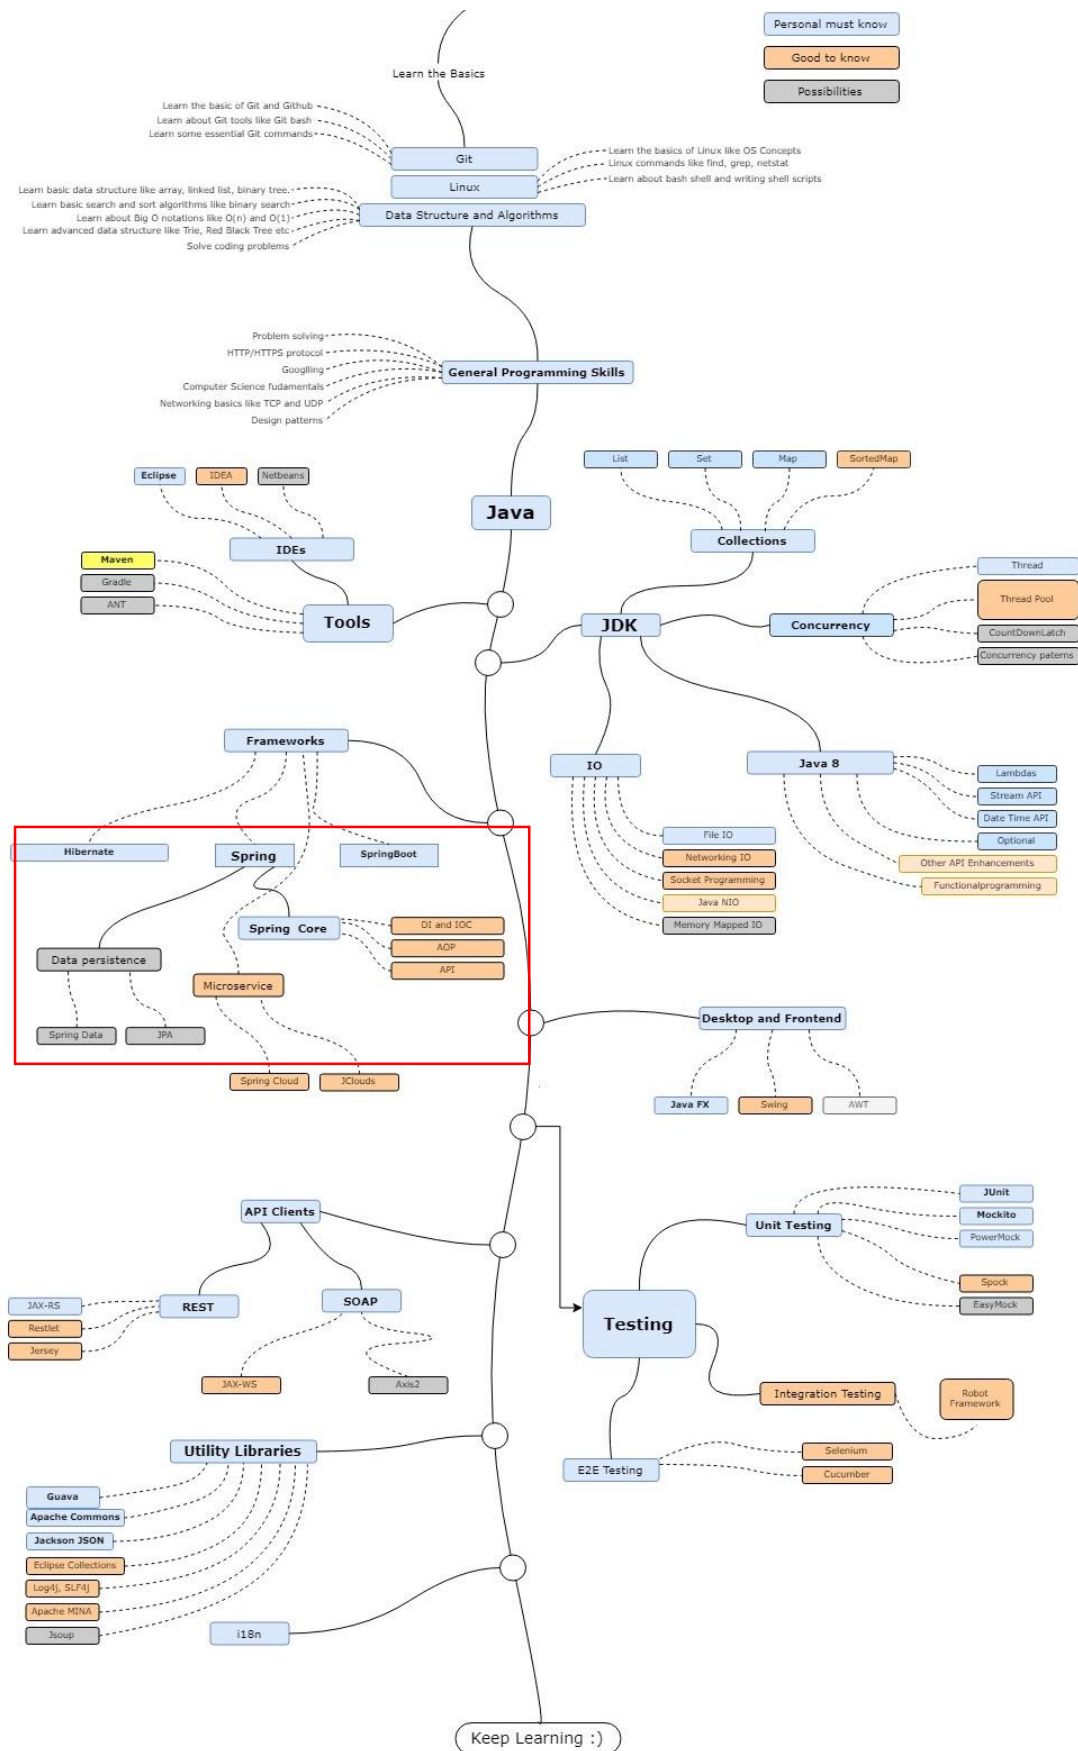 Personal must know
Good to know
Possibilities
Learn the Basics
Learn the basic of Git and Github
Learn about Git tools like Git bash
Learn some essential Git commands
Git
Linux
Data Structure and Algorithms
Learn the basics of Linux like OS Concepts
Linux commands like find, grep, netstat
Learn about bash shell and writing shell scripts
Learn basic data structure like array, linked list, binary tree.
Learn basic search and sort algorithms like binary search
Learn about Big O notations like O(n) and O(1)
Learn advanced data structure like Trie, Red Black Tree etc
Solve coding problems
Problem solving
HTTP/HTTPS protocol
Googlling
Computer Science fudamentals
Networking basics like TCP and UDP
Design patterns
General Programming Skills
Java
Eclipse
IDEA
Netbeans
IDEs
Maven
Gradle
ANT
Tools
List
Set
Map
SortedMap
Collections
JDK
Concurrency
Thread
Thread Pool
CountDownLatch
Concurrency paterns
Frameworks
Hibernate
Spring
SpringBoot
Spring Core
DI and IOC
AOP
API
Data persistence
Microservice
Spring Data
JPA
Spring Cloud
JClouds
IO
File IO
Networking IO
Socket Programming
Java NIO
Memory Mapped IO
Java 8
Lambdas
Stream API
Date Time API
Optional
Other API Enhancements
Functionalprogramming
Desktop and Frontend
Java FX
Swing
AWT
API Clients
REST
SOAP
JAX-RS
Restlet
Jersey
JAX-WS
Axis2
Unit Testing
JUnit
Mockito
PowerMock
Spock
EasyMock
Testing
Integration Testing
Robot
Framework
E2E Testing
Selenium
Cucumber
Utility Libraries
Guava
Apache Commons
Jackson JSON
Eclipse Collections
Log4j, SLF4j
Apache MINA
Jsoup
i18n
Keep Learning :)